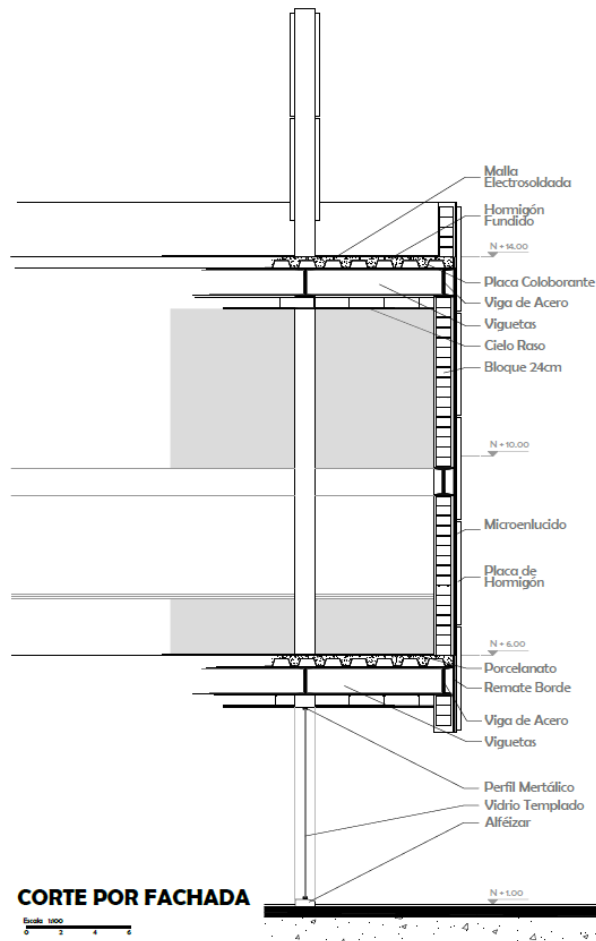 Malla
Electrosoldada
Hormigón
Fundido
N + 14.00
Placa Coloborante
Viga de Acero
Viguetas
Cielo Raso
Bloque 24cm
N + 10.00
Microenlucido
Placa de
Hormigón
N + 6.00
Porcelanato
Remate Borde
Viga de Acero
Viguetas
Perfil Mertálico
Vidrio Templado
Alféizar
CORTE POR FACHADA
N + 1.00
Escala 1:100
0 2 4 6